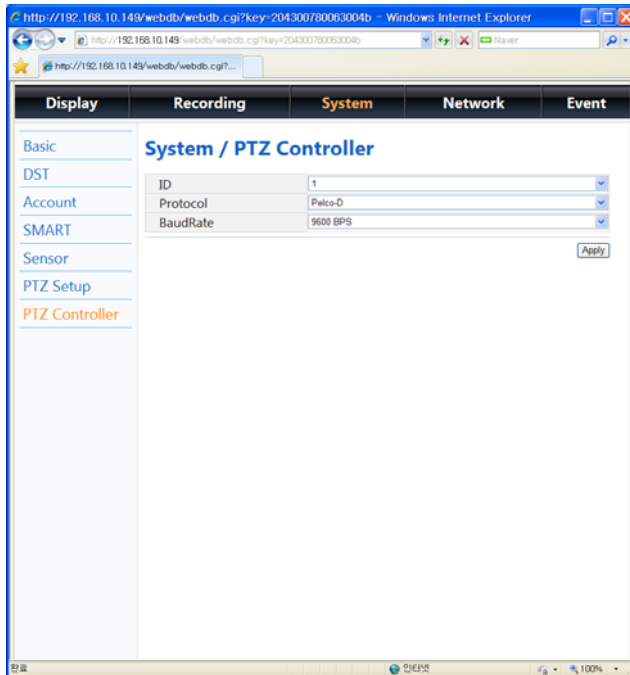 http://192.168.10.149/webdb/webdb.cgi?key=204300780063004b - Windows Internet Explorer
http://192.168.10.149/webdb/webdb.cgi?key=204300780063004b
Naver
http://192.168.10.149/webdb/webdb.cgi?...
Display Recording System Network Event
Basic
DST
Account
SMART
Sensor
PTZ Setup
PTZ Controller
System / PTZ Controller
ID 1
Protocol Pelco-D
BaudRate 9600 BPS
Apply
완료 인터넷 100%